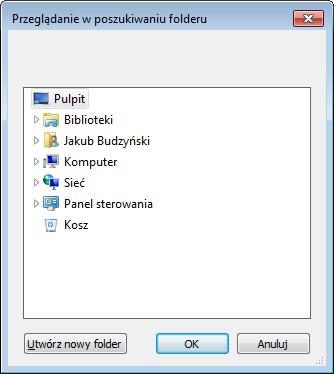 Przeglądanie w poszukiwaniu folderu
Pulpit
Biblioteki
Jakub Budzyński
Komputer
Sieć
Panel sterowania
Kosz
Utwórz nowy folder
OK
Anuluj